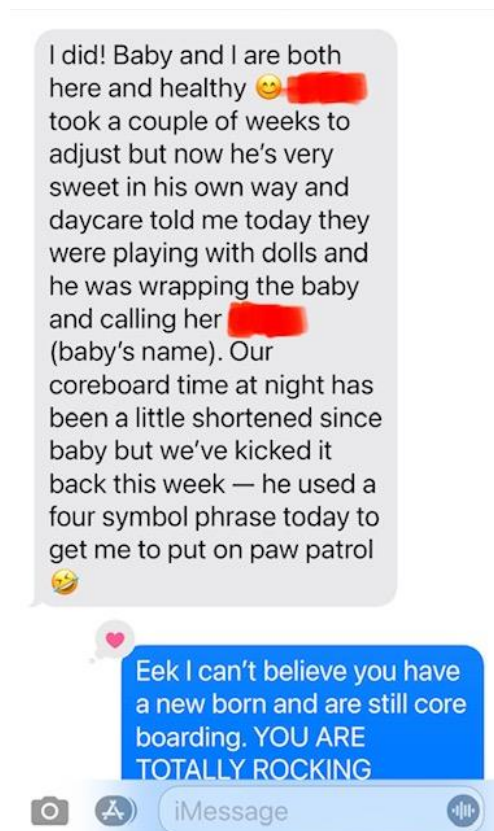 I did! Baby and I are both
here and healthy 😊
took a couple of weeks to
adjust but now he's very
sweet in his own way and
daycare told me today they
were playing with dolls and
he was wrapping the baby
and calling her
(baby's name). Our
coreboard time at night has
been a little shortened since
baby but we've kicked it
back this week — he used a
four symbol phrase today to
get me to put on paw patrol
🤣
Eek I can't believe you have
a new born and are still core
boarding. YOU ARE
TOTALLY ROCKING
iMessage